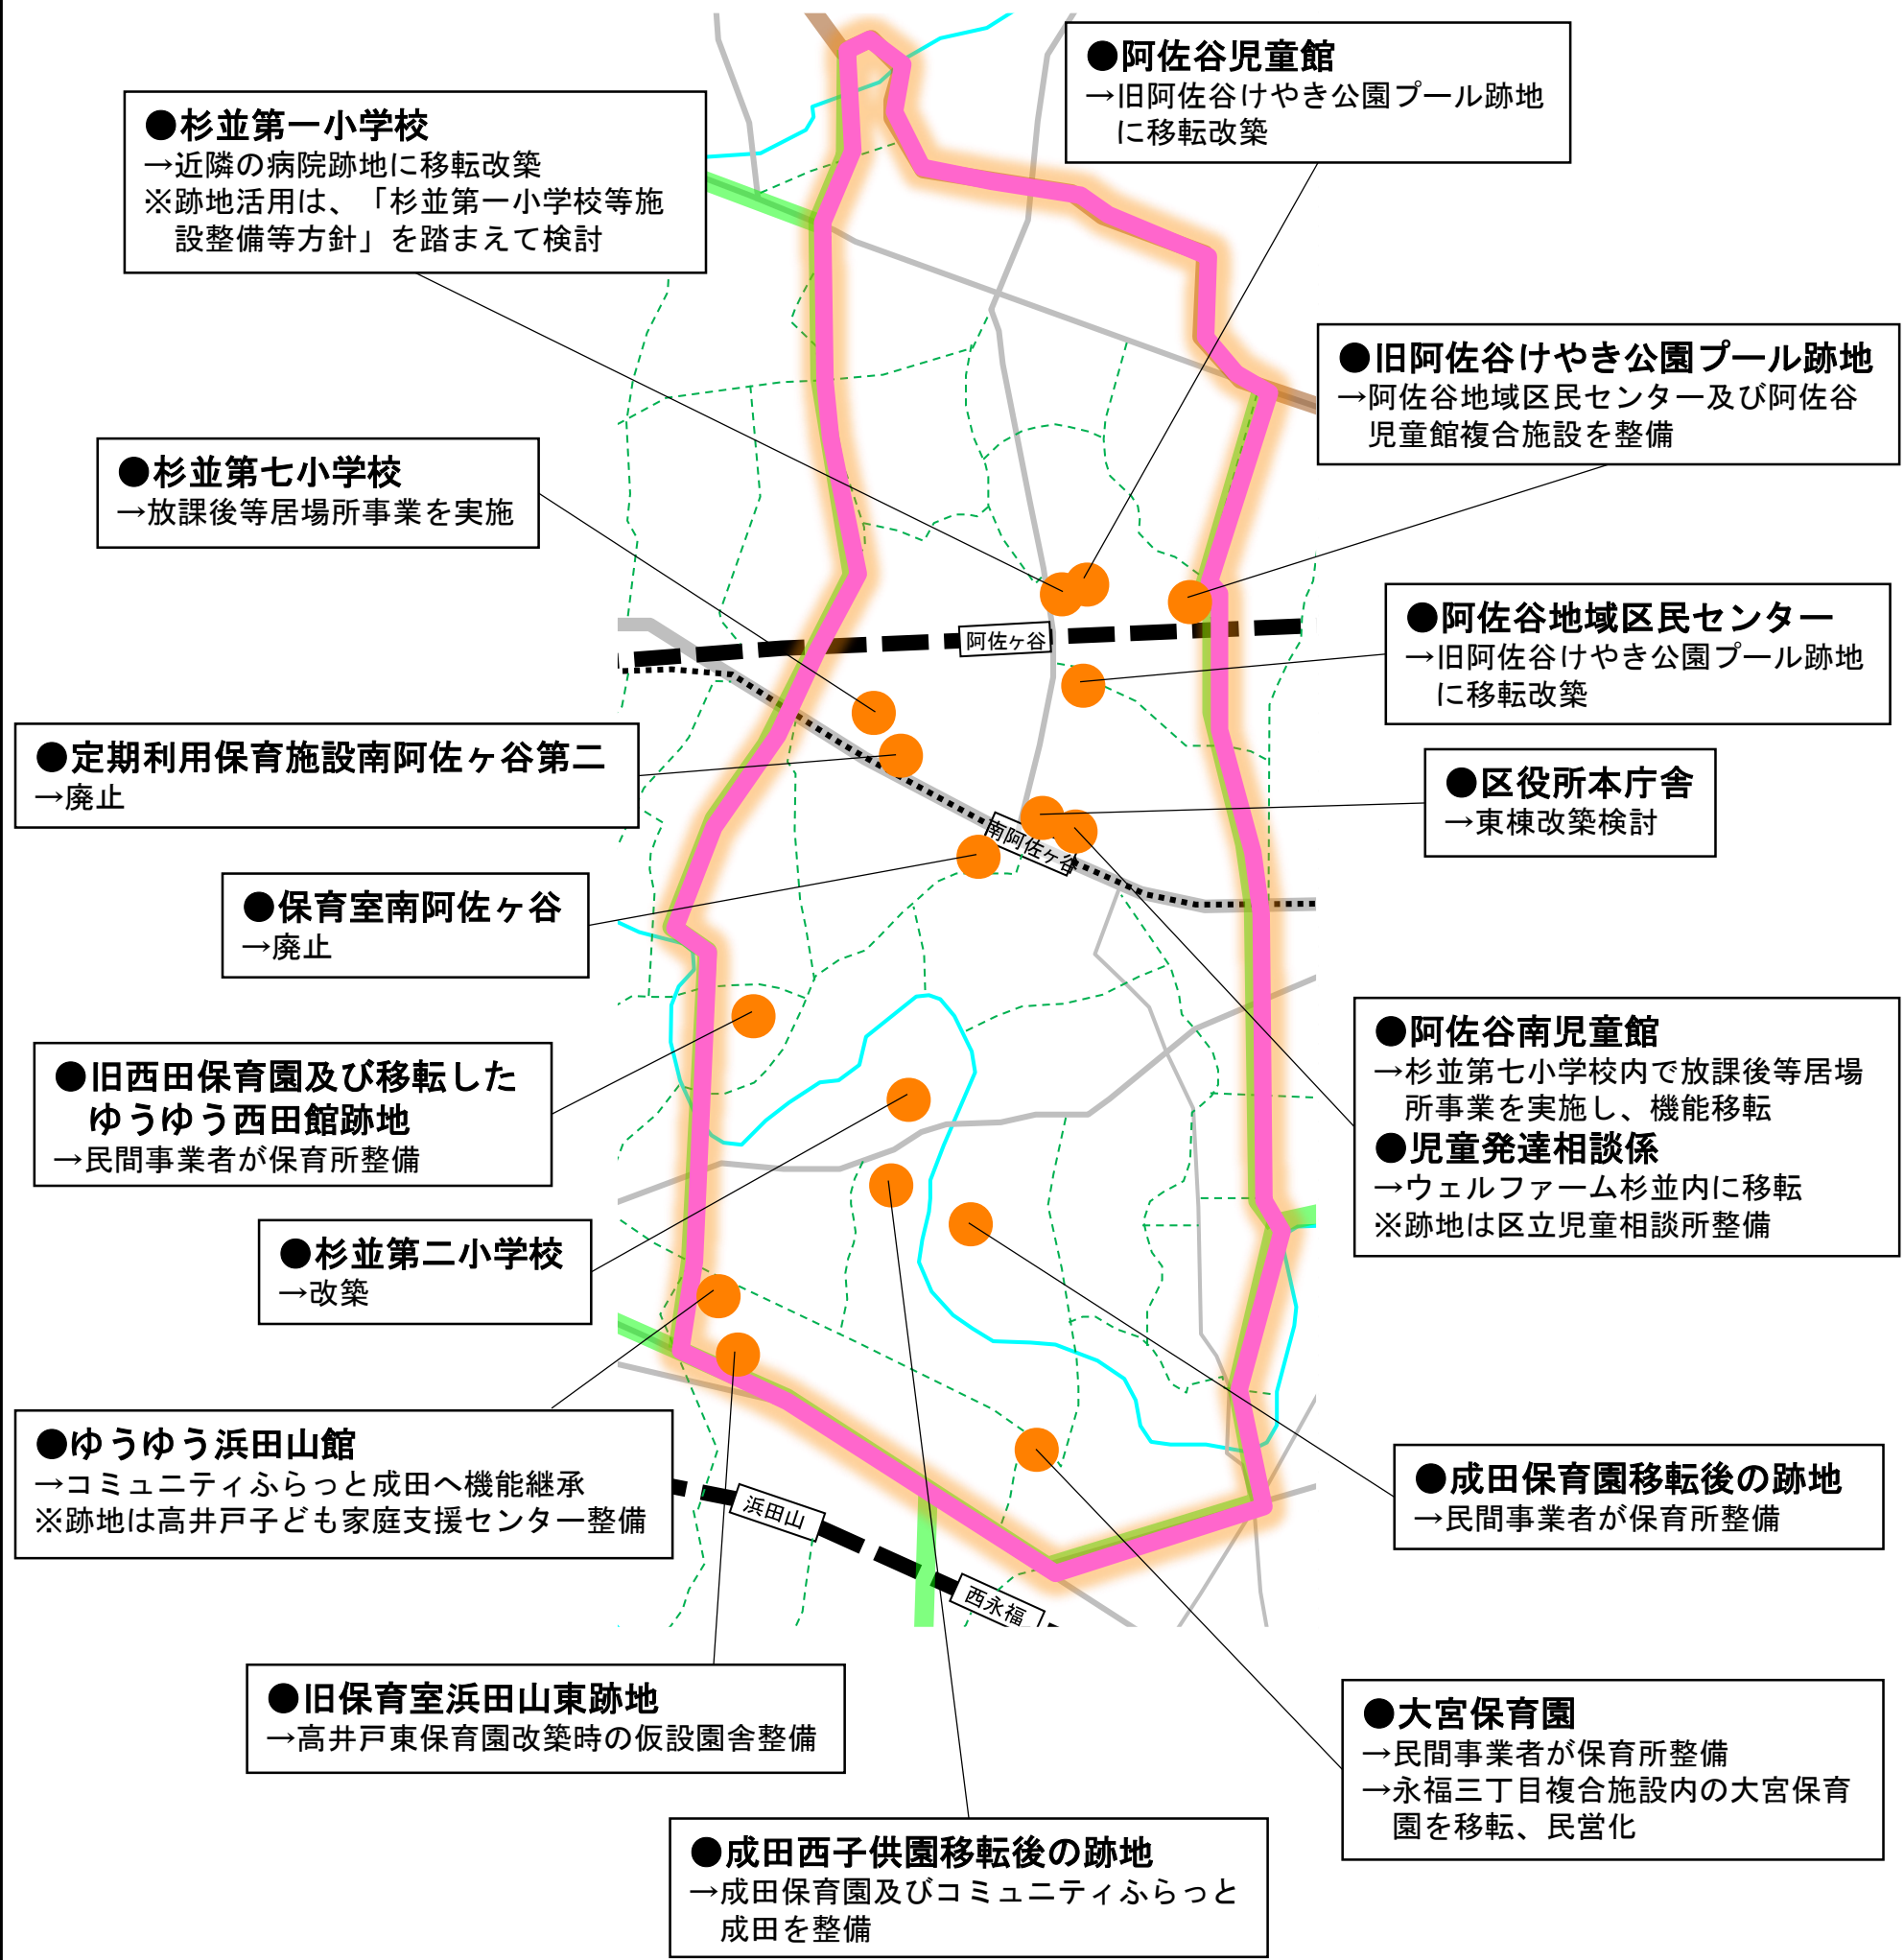 ●阿佐谷児童館
→旧阿佐谷けやき公園プール跡地
に移転改築
●杉並第一小学校
→近隣の病院跡地に移転改築
※跡地活用は、「杉並第一小学校等施
設整備等方針」を踏まえて検討
●旧阿佐谷けやき公園プール跡地
→阿佐谷地域区民センター及び阿佐谷
児童館複合施設を整備
●杉並第七小学校
→放課後等居場所事業を実施
●阿佐谷地域区民センター
→旧阿佐谷けやき公園プール跡地
に移転改築
阿佐ヶ谷
●定期利用保育施設南阿佐ヶ谷第二
→廃止
●区役所本庁舎
→東棟改築検討
南阿佐ヶ谷
●保育室南阿佐ヶ谷
→廃止
●阿佐谷南児童館
→杉並第七小学校内で放課後等居場
所事業を実施し、機能移転
●児童発達相談係
→ウェルファーム杉並内に移転
※跡地は区立児童相談所整備
●旧西田保育園及び移転した
ゆうゆう西田館跡地
→民間事業者が保育所整備
●杉並第二小学校
→改築
●ゆうゆう浜田山館
→コミュニティふらっと成田へ機能継承
※跡地は高井戸子ども家庭支援センター整備
●成田保育園移転後の跡地
→民間事業者が保育所整備
浜田山
西永福
●旧保育室浜田山東跡地
→高井戸東保育園改築時の仮設園舎整備
●大宮保育園
→民間事業者が保育所整備
→永福三丁目複合施設内の大宮保育
園を移転、民営化
●成田西子供園移転後の跡地
→成田保育園及びコミュニティふらっと
成田を整備